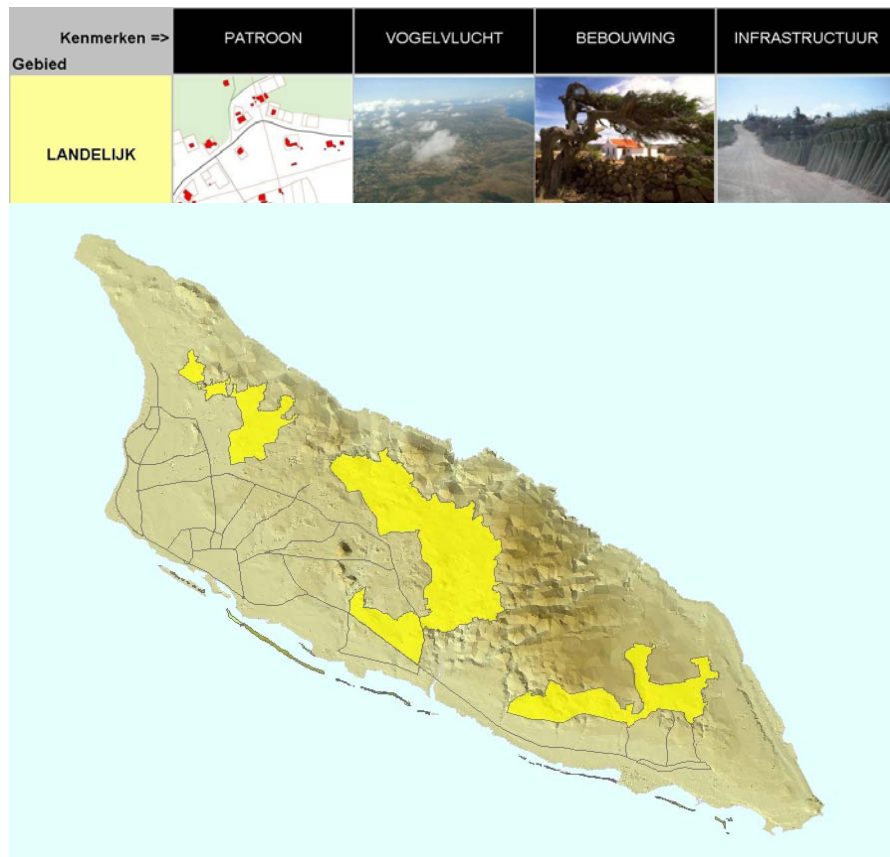 Kenmerken =>
Gebied
PATROON
VOGELVLUCHT
BEBOUWING
INFRASTRUCTUUR
LANDELIJK